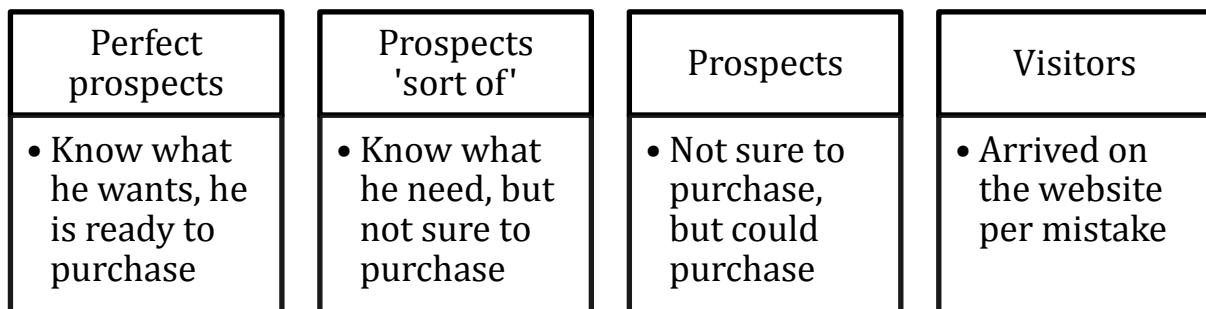 Perfect
prospects
• Know what
he wants, he
is ready to
purchase
Prospects
'sort of'
• Know what
he need, but
not sure to
purchase
Prospects
• Not sure to
purchase,
but could
purchase
Visitors
• Arrived on
the website
per mistake